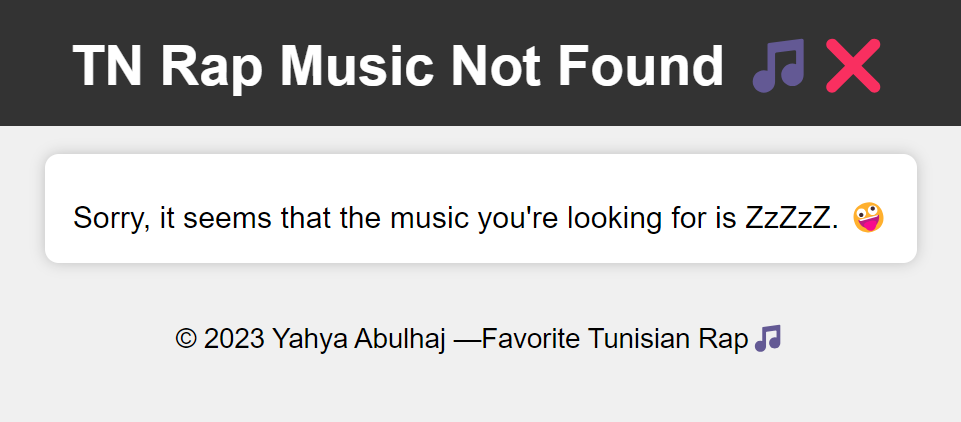 TN Rap Music Not Found 🎵❌
Sorry, it seems that the music you're looking for is ZzZzZ. 🤪
© 2023 Yahya Abulhaj —Favorite Tunisian Rap🎵